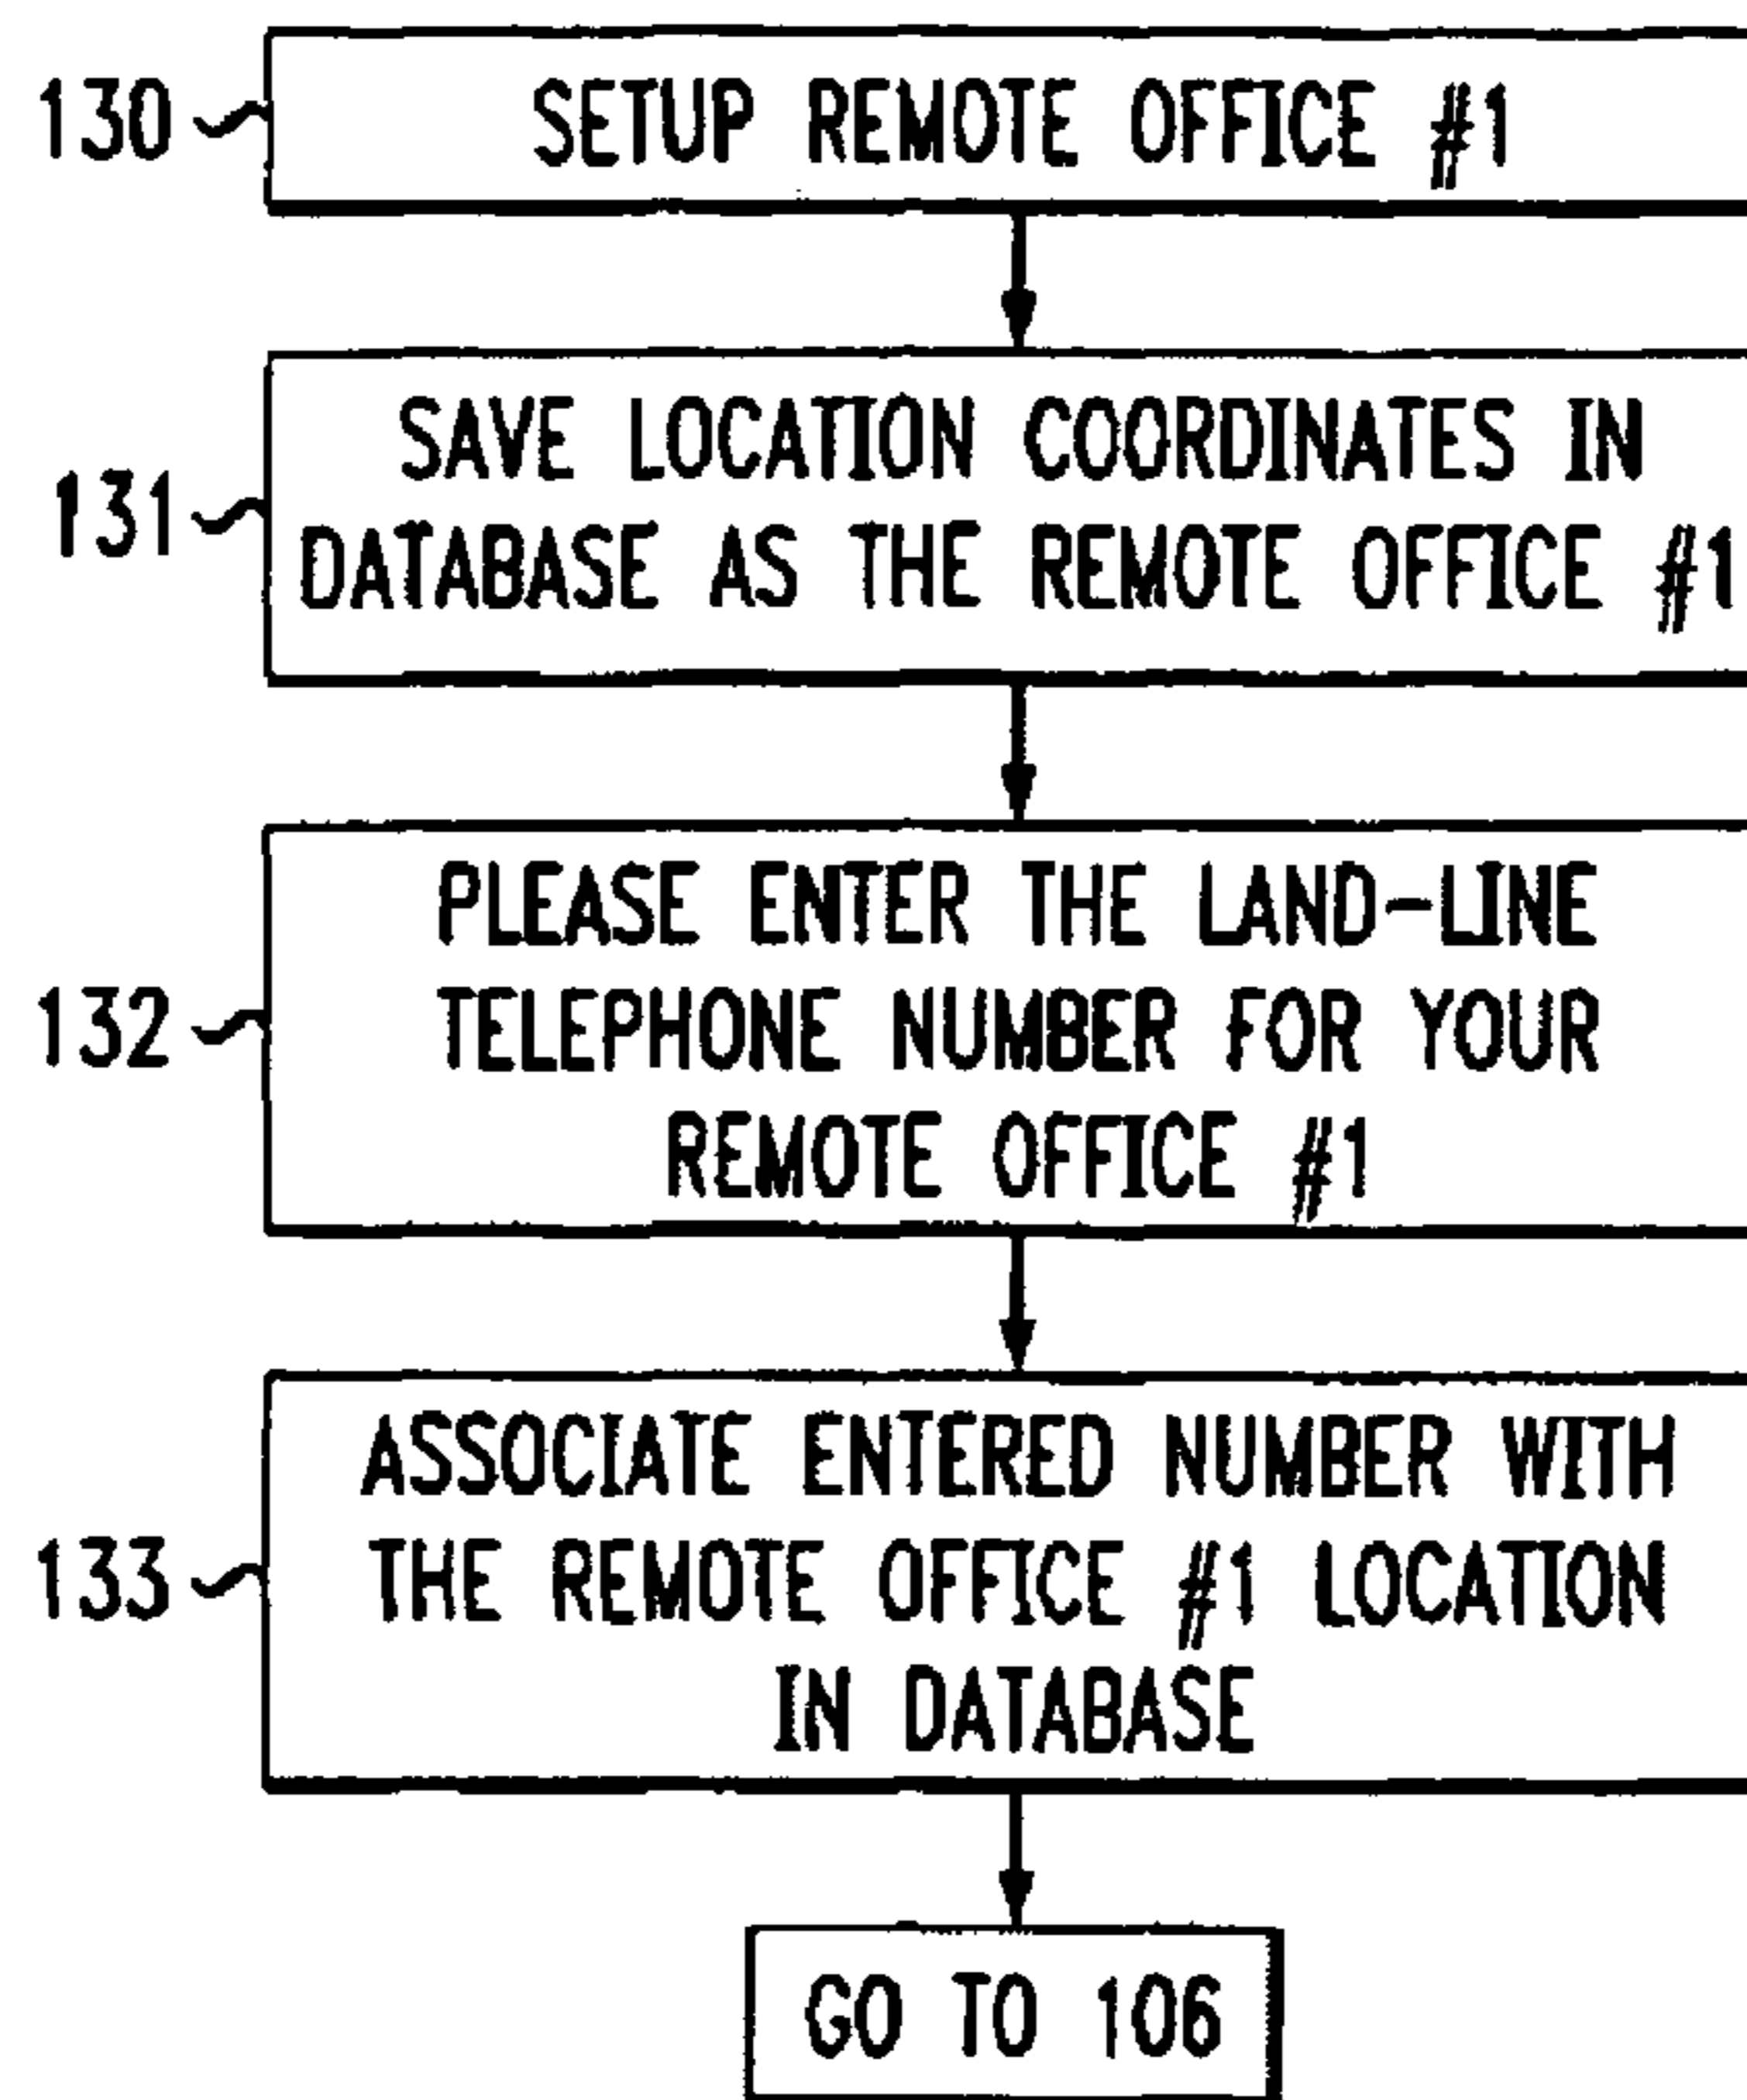 130
SETUP REMOTE OFFICE #1
131
SAVE LOCATION COORDINATES IN
DATABASE AS THE REMOTE OFFICE #1
132
PLEASE ENTER THE LAND-LINE
TELEPHONE NUMBER FOR YOUR
REMOTE OFFICE #1
133
ASSOCIATE ENTERED NUMBER WITH
THE REMOTE OFFICE #1 LOCATION
IN DATABASE
GO TO 106